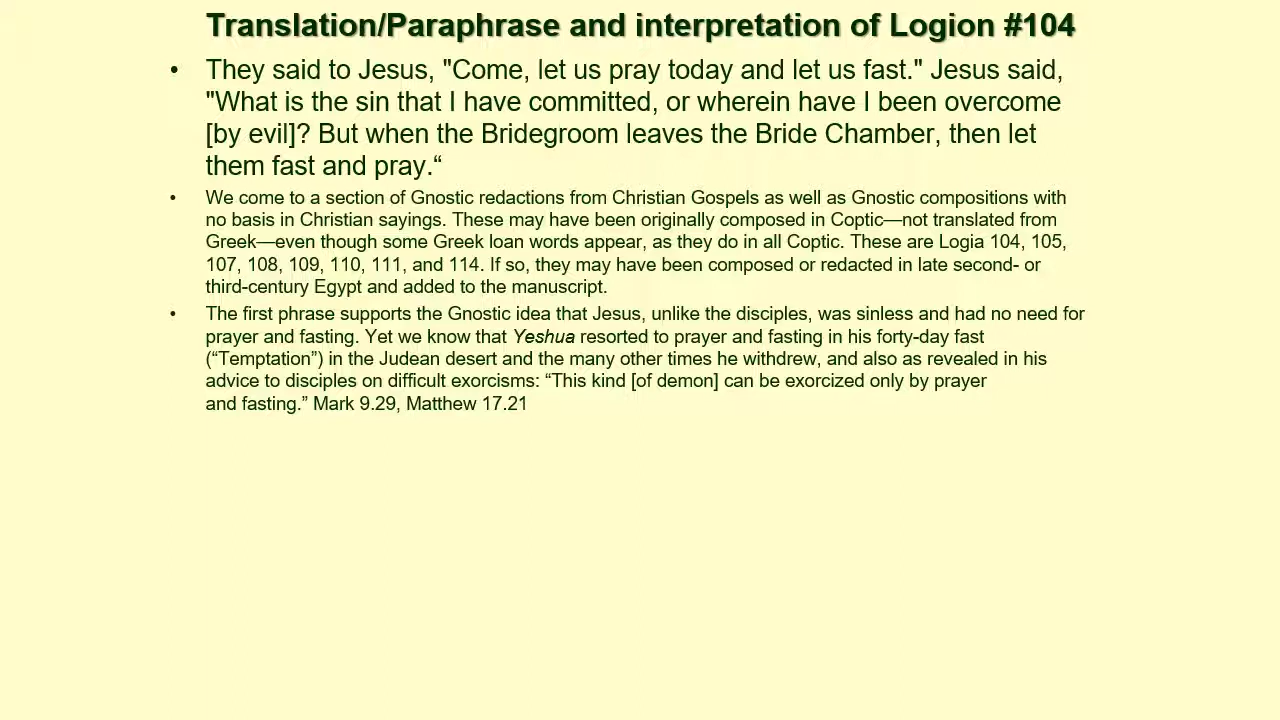 Translation/Paraphrase and interpretation of Logion #104
• They said to Jesus, "Come, let us pray today and let us fast." Jesus said,
"What is the sin that I have committed, or wherein have I been overcome
[by evil]? But when the Bridegroom leaves the Bride Chamber, then let
them fast and pray.“
• We come to a section of Gnostic redactions from Christian Gospels as well as Gnostic compositions with
no basis in Christian sayings. These may have been originally composed in Coptic—not translated from
Greek—even though some Greek loan words appear, as they do in all Coptic. These are Logia 104, 105,
107, 108, 109, 110, 111, and 114. If so, they may have been composed or redacted in late second- or
third-century Egypt and added to the manuscript.
• The first phrase supports the Gnostic idea that Jesus, unlike the disciples, was sinless and had no need for
prayer and fasting. Yet we know that Yeshua resorted to prayer and fasting in his forty-day fast
(“Temptation”) in the Judean desert and the many other times he withdrew, and also as revealed in his
advice to disciples on difficult exorcisms: “This kind [of demon] can be exorcized only by prayer
and fasting.” Mark 9.29, Matthew 17.21